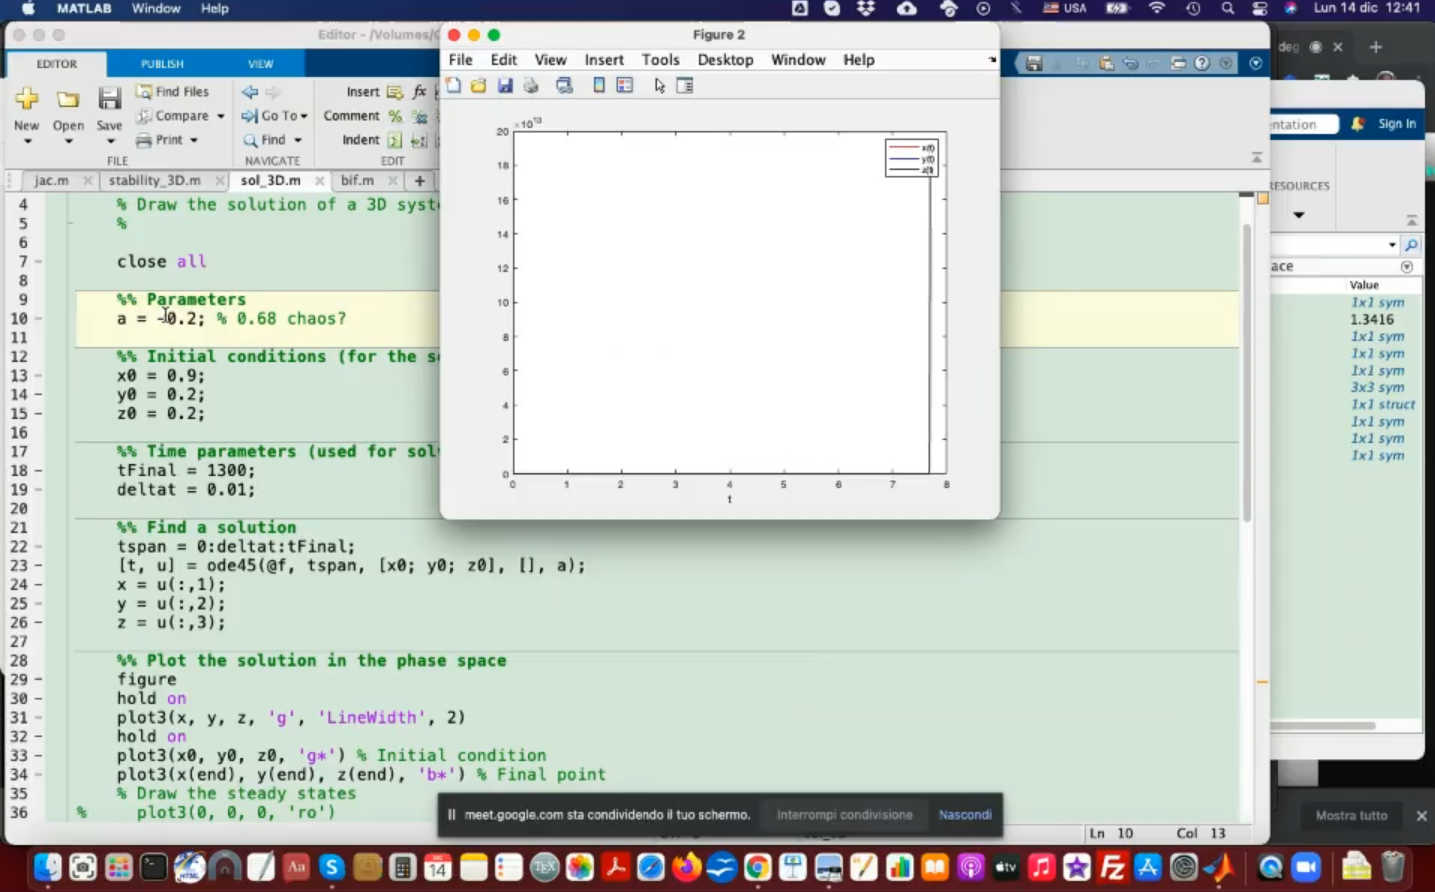 MATLAB Window Help USA Lun 14 dic 12:41
Editor - /Volumes/
Figure 2
File Edit View Insert Tools Desktop Window Help
EDITOR PUBLISH VIEW
New Open Save
Find Files
Compare
Print
FILE
Go To
Find
NAVIGATE
Insert fx
Comment %
Indent
EDIT
jac.m stability_3D.m sol_3D.m bif.m
4 % Draw the solution of a 3D syst
5 %
6
7 close all
8
9 %% Parameters
10 a = -0.2; % 0.68 chaos?
11
12 %% Initial conditions (for the s
13 x0 = 0.9;
14 y0 = 0.2;
15 z0 = 0.2;
16
17 %% Time parameters (used for sol
18 tFinal = 1300;
19 deltat = 0.01;
20
21 %% Find a solution
22 tspan = 0:deltat:tFinal;
23 [t, u] = ode45(@f, tspan, [x0; y0; z0], [], a);
24 x = u(:,1);
25 y = u(:,2);
26 z = u(:,3);
27
28 %% Plot the solution in the phase space
29 figure
30 hold on
31 plot3(x, y, z, 'g', 'LineWidth', 2)
32 hold on
33 plot3(x0, y0, z0, 'g*') % Initial condition
34 plot3(x(end), y(end), z(end), 'b*') % Final point
35 % Draw the steady states
36 % plot3(0, 0, 0, 'ro')
20
18
16
14
12
10
8
6
4
2
0
0 1 2 3 4 5 6 7 8
t
x(t)
y(t)
deg
ntation Sign In
ESOURCES
ace
Value
1x1 sym
1.3416
1x1 sym
1x1 sym
1x1 sym
3x3 sym
1x1 struct
1x1 sym
1x1 sym
1x1 sym
meet.google.com sta condividendo il tuo schermo. Interrompi condivisione Nascondi
Ln 10 Col 13
Mostra tutto